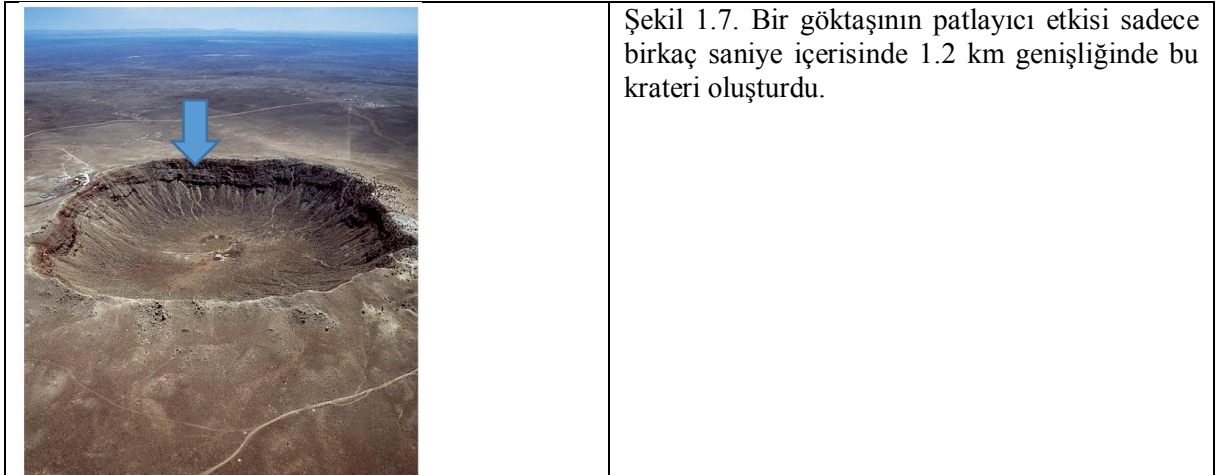 Şekil 1.7. Bir göktaşının patlayıcı etkisi sadece
birkaç saniye içerisinde 1.2 km genişliğinde bu
krateri oluşturdu.